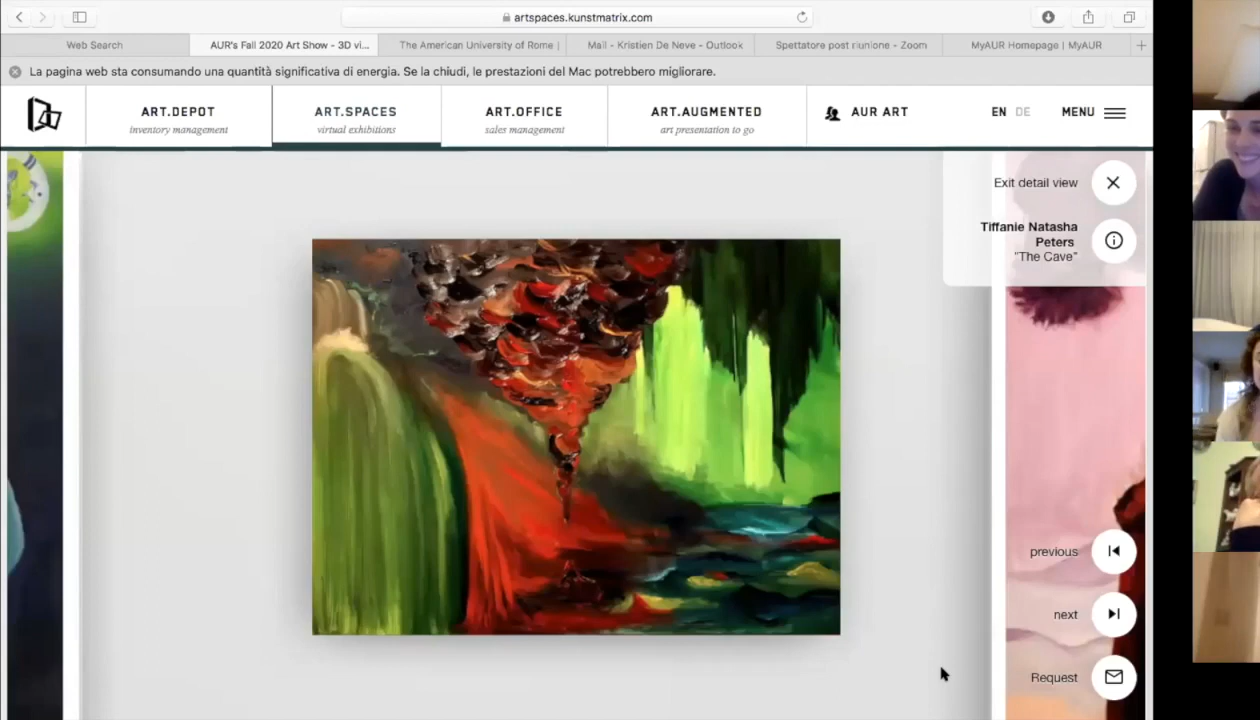 artspaces.kunstmatrix.com
Web Search
AUR's Fall 2020 Art Show - 3D vi...
The American University of Rome |
Mail - Kristien De Neve - Outlook
Spettatore post riunione - Zoom
MyAUR Homepage | MyAUR
La pagina web sta consumando una quantità significativa di energia. Se la chiudi, le prestazioni del Mac potrebbero migliorare.
ART.DEPOT
inventory management
ART.SPACES
virtual exhibitions
ART.OFFICE
sales management
ART.AUGMENTED
art presentation to go
AUR ART
EN DE
MENU
Exit detail view
Tiffanie Natasha
Peters
"The Cave"
previous
next
Request